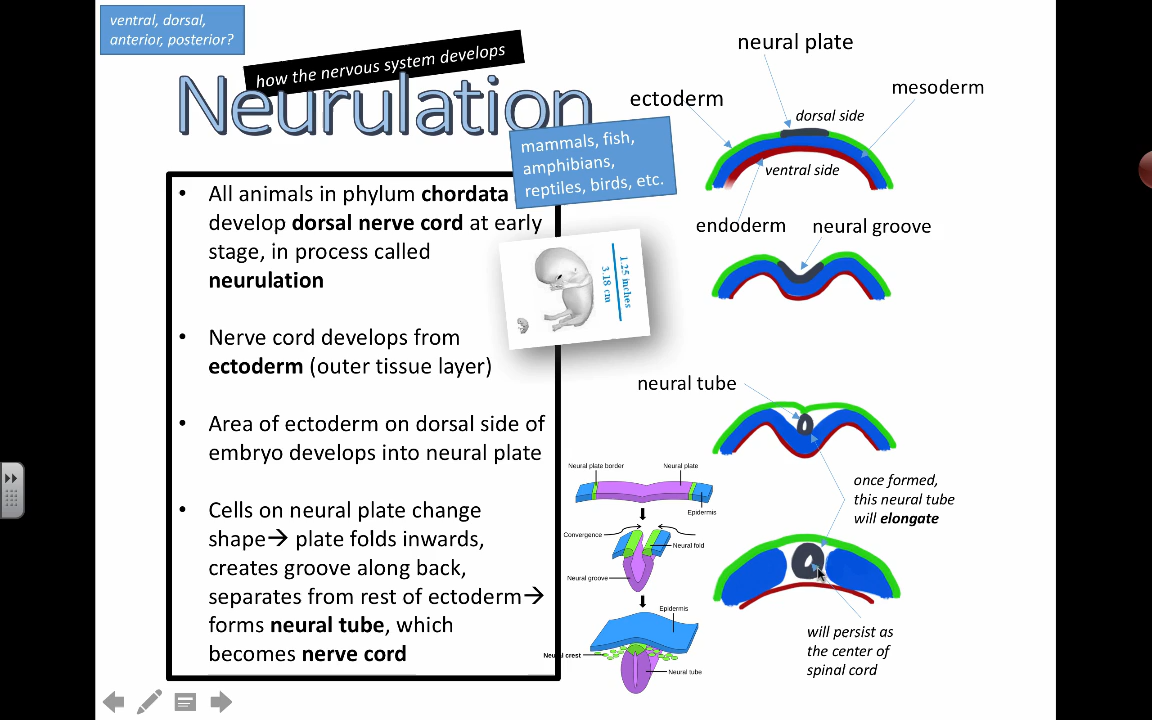 ventral, dorsal,
anterior, posterior?
how the nervous system develops
Neurulation
mammals, fish,
amphibians,
reptiles, birds, etc.
• All animals in phylum chordata
develop dorsal nerve cord at early
stage, in process called
neurulation
• Nerve cord develops from
ectoderm (outer tissue layer)
• Area of ectoderm on dorsal side of
embryo develops into neural plate
• Cells on neural plate change
shape→ plate folds inwards,
creates groove along back,
separates from rest of ectoderm→
forms neural tube, which
becomes nerve cord
1.25 inches
3.18 cm
neural plate
ectoderm
mesoderm
dorsal side
ventral side
endoderm
neural groove
neural tube
once formed,
this neural tube
will elongate
will persist as
the center of
spinal cord
Neural plate border
Neural plate
Epidermis
Convergence
Neural fold
Neural groove
Epidermis
Neural crest
Neural tube